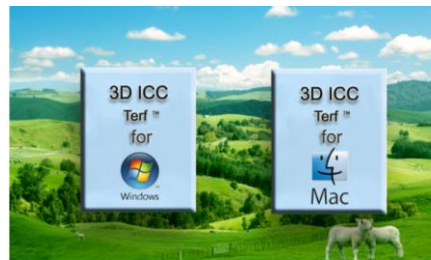 3D ICC
Terf ™
for
Windows
3D ICC
Terf ™
for
Mac